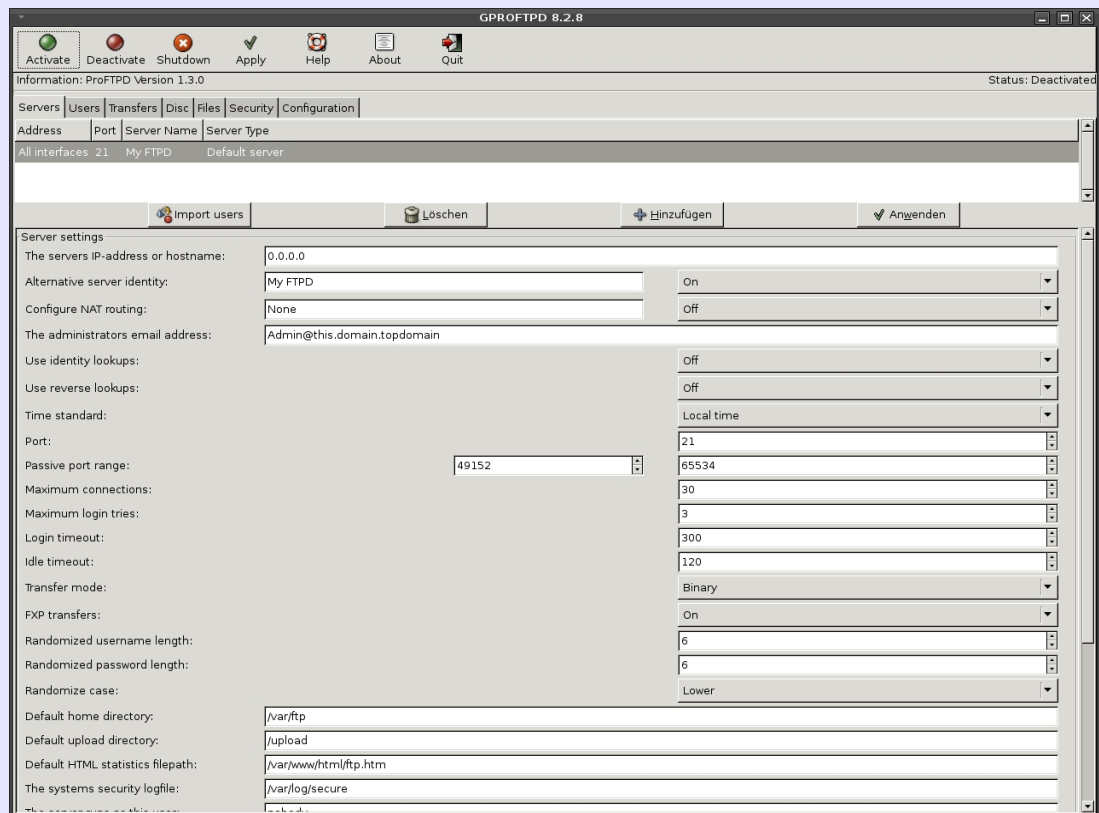 GPROFTPD 8.2.8
Activate Deactivate Shutdown Apply Help About Quit
Information: ProFTPD Version 1.3.0 Status: Deactivated
Servers Users Transfers Disc Files Security Configuration
Address Port Server Name Server Type
All interfaces 21 My FTPD Default server
Import users Löschen Hinzufügen Anwenden
Server settings
The servers IP-address or hostname: 0.0.0.0
Alternative server identity: My FTPD On
Configure NAT routing: None Off
The administrators email address: Admin@this.domain.topdomain
Use identity lookups: Off
Use reverse lookups: Off
Time standard: Local time
Port: 21
Passive port range: 49152 65534
Maximum connections: 30
Maximum login tries: 3
Login timeout: 300
Idle timeout: 120
Transfer mode: Binary
FXP transfers: On
Randomized username length: 6
Randomized password length: 6
Randomize case: Lower
Default home directory: /var/ftp
Default upload directory: /upload
Default HTML statistics filepath: /var/www/html/ftp.htm
The systems security logfile: /var/log/secure
The server runs as this user: nobody